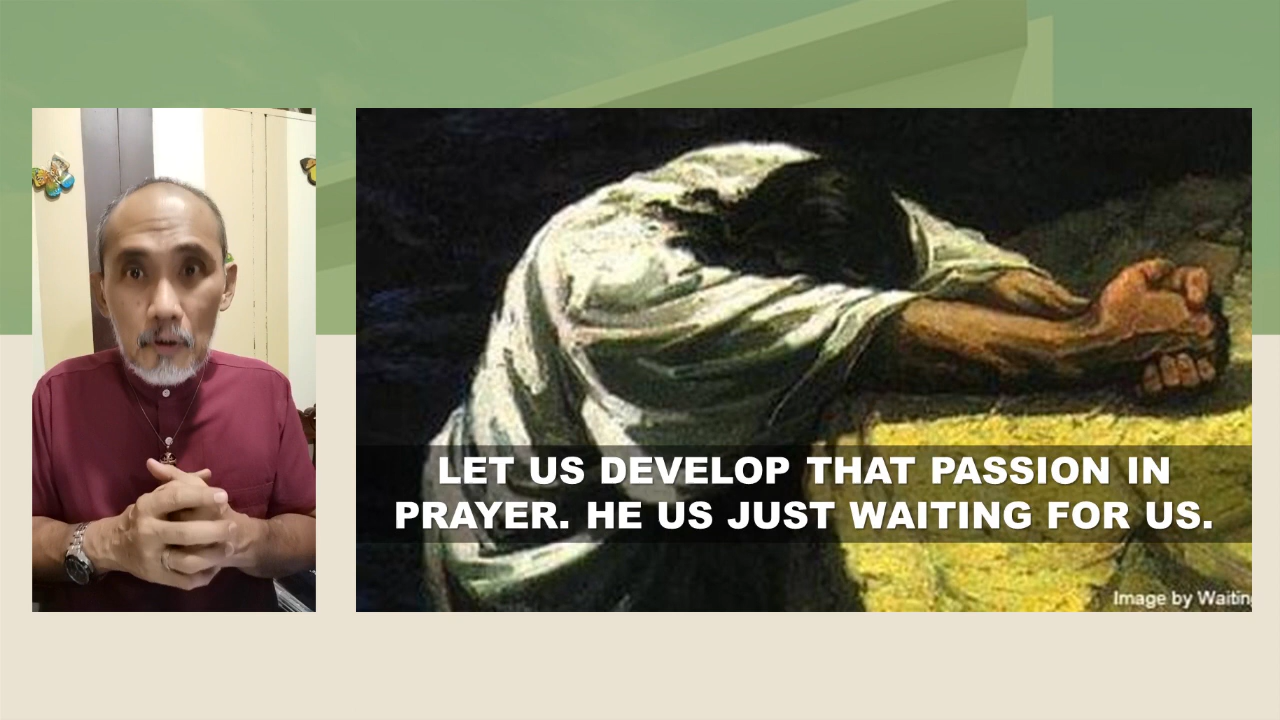 LET US DEVELOP THAT PASSION IN
PRAYER. HE US JUST WAITING FOR US.
Image by Waitin